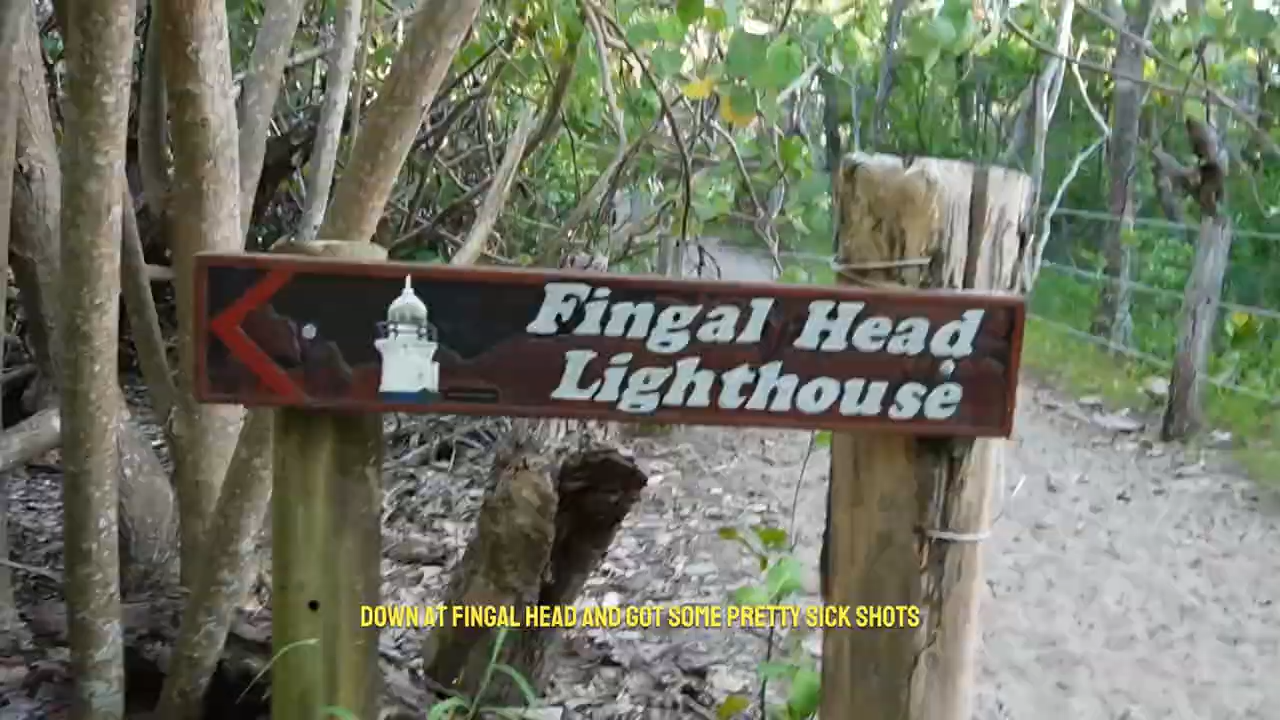 Fingal Head
Lighthouse
DOWN AT FINGAL HEAD AND GOT SOME PRETTY SICK SHOTS